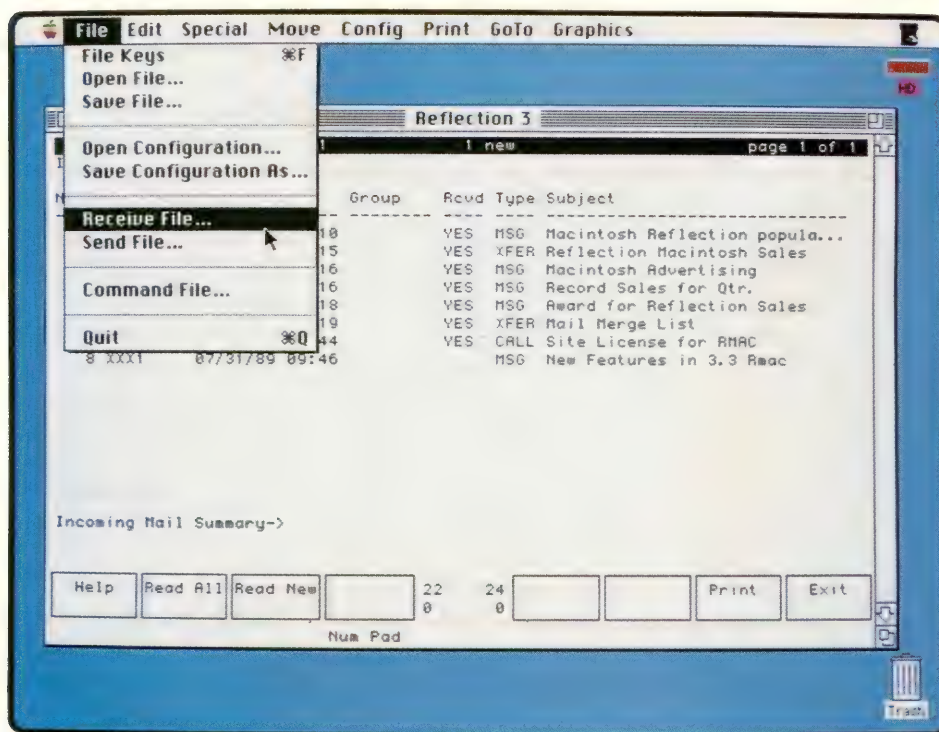 File Edit Special Move Config Print GoTo Graphics
File Keys ⌘F
Open File...
Save File...
Open Configuration...
Save Configuration As...
Receive File...
Send File...
Command File...
Quit ⌘Q
HD
Reflection 3
1 1 new page 1 of 1
I
N Group Rcvd Type Subject
10 YES MSG Macintosh Reflection popula...
15 YES XFER Reflection Macintosh Sales
16 YES MSG Macintosh Advertising
16 YES MSG Record Sales for Qtr.
18 YES MSG Award for Reflection Sales
19 YES XFER Mail Merge List
44 YES CALL Site License for RMAC
8 XXX1 07/31/89 09:46 MSG New Features in 3.3 Rmac
Incoming Mail Summary->
Help Read All Read New 22 24 Print Exit
0 0
Num Pad
Trash